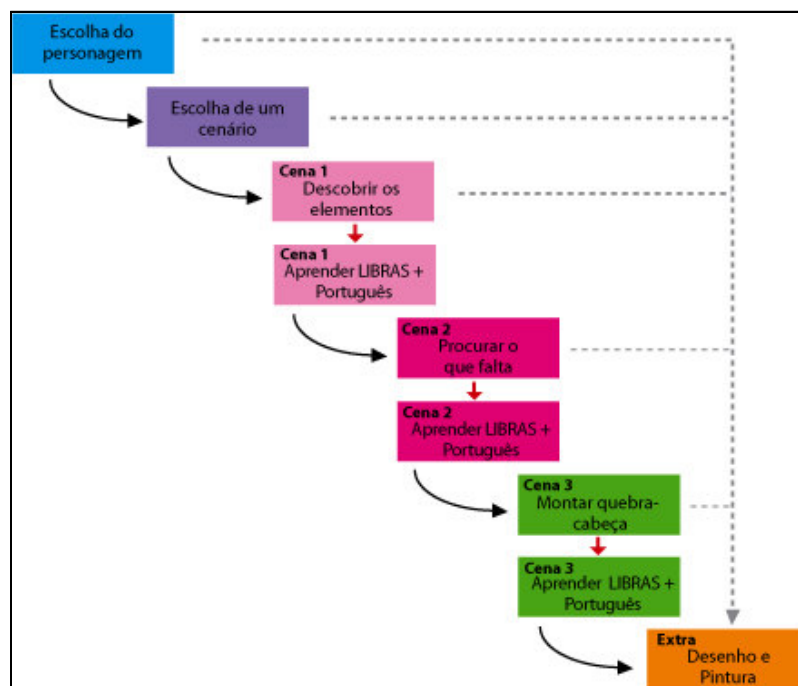 Escolha do
personagem
Escolha de um
cenário
Cena 1
Descobrir os
elementos
Cena 1
Aprender LIBRAS +
Português
Cena 2
Procurar o
que falta
Cena 2
Aprender LIBRAS +
Português
Cena 3
Montar quebra-
cabeça
Cena 3
Aprender LIBRAS +
Português
Extra
Desenho e
Pintura